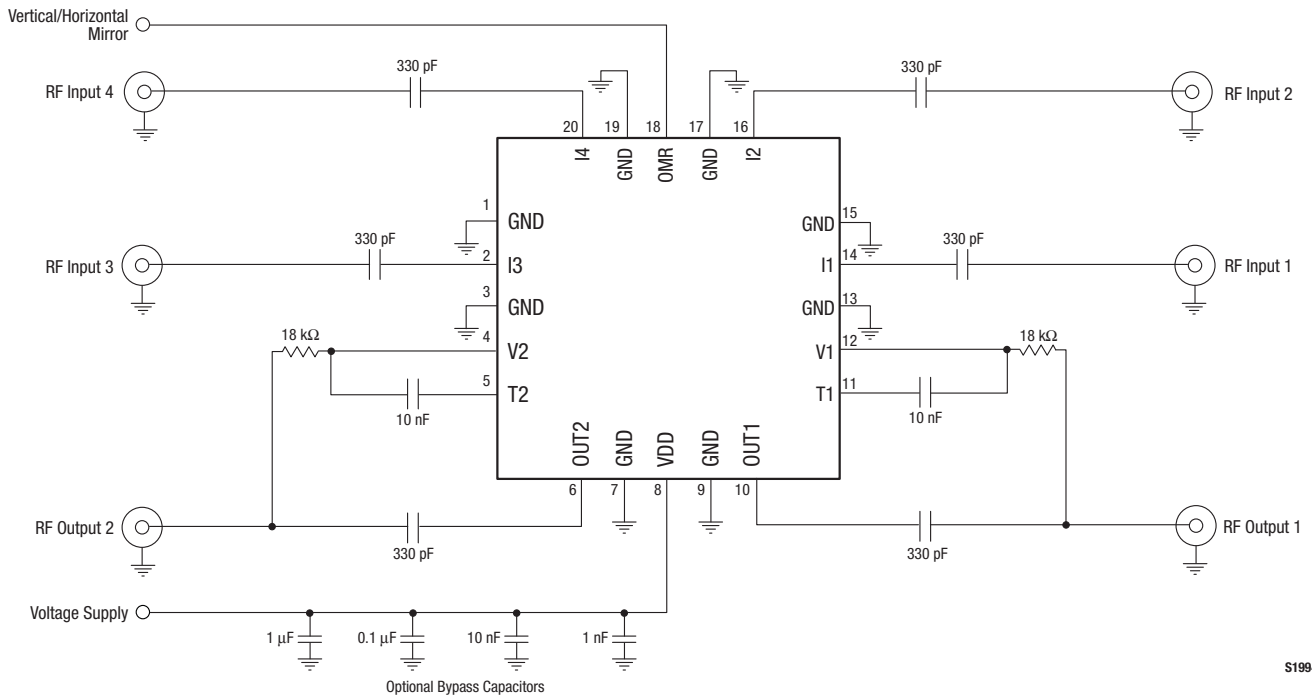 Vertical/Horizontal
Mirror
RF Input 4
330 pF
330 pF
RF Input 2
20
19
18
17
16
I4
GND
OMR
GND
I2
1
GND
GND
15
RF Input 3
330 pF
2
I3
I1
14
330 pF
RF Input 1
3
GND
GND
13
18 kΩ
4
V2
V1
12
18 kΩ
5
T2
T1
11
10 nF
10 nF
OUT2
GND
VDD
GND
OUT1
6
7
8
9
10
RF Output 2
330 pF
330 pF
RF Output 1
Voltage Supply
1 μF
0.1 μF
10 nF
1 nF
Optional Bypass Capacitors
S199